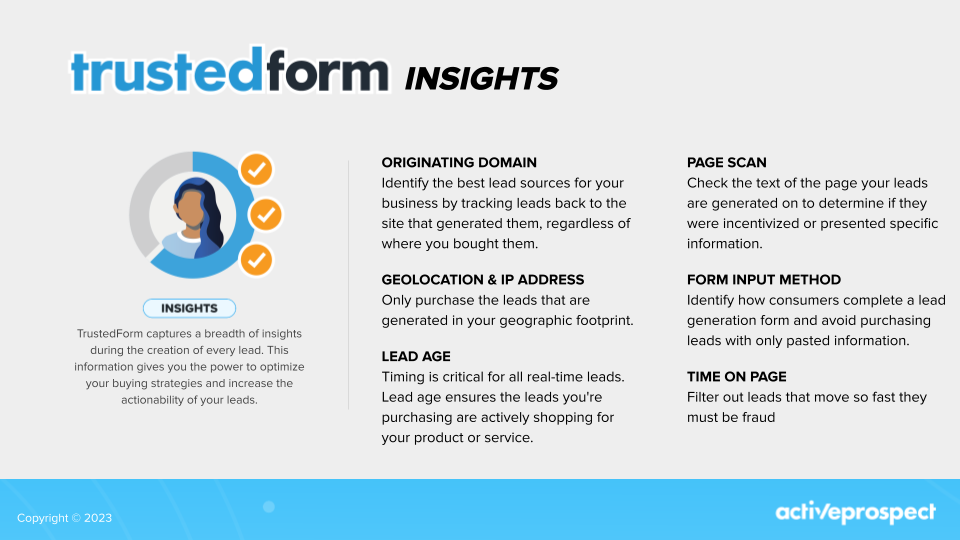 trustedform INSIGHTS
INSIGHTS
TrustedForm captures a breadth of insights
during the creation of every lead. This
information gives you the power to optimize
your buying strategies and increase the
actionability of your leads.
ORIGINATING DOMAIN
Identify the best lead sources for your
business by tracking leads back to the
site that generated them, regardless of
where you bought them.
GEOLOCATION & IP ADDRESS
Only purchase the leads that are
generated in your geographic footprint.
LEAD AGE
Timing is critical for all real-time leads.
Lead age ensures the leads you're
purchasing are actively shopping for
your product or service.
PAGE SCAN
Check the text of the page your leads
are generated on to determine if they
were incentivized or presented specific
information.
FORM INPUT METHOD
Identify how consumers complete a lead
generation form and avoid purchasing
leads with only pasted information.
TIME ON PAGE
Filter out leads that move so fast they
must be fraud
Copyright © 2023
activeprospect